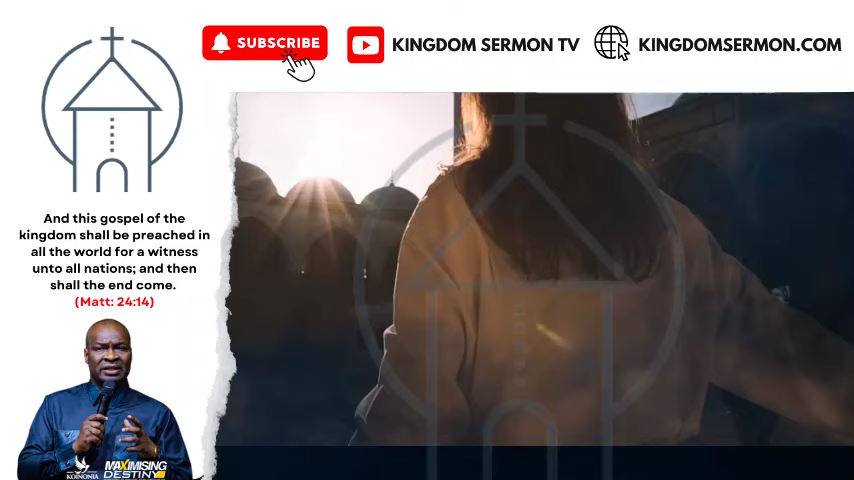 SUBSCRIBE
KINGDOM SERMON TV
KINGDOMSERMON.COM
And this gospel of the
kingdom shall be preached in
all the world for a witness
unto all nations; and then
shall the end come.
(Matt: 24:14)
KOINONIA
MAXIMISING
DESTINY